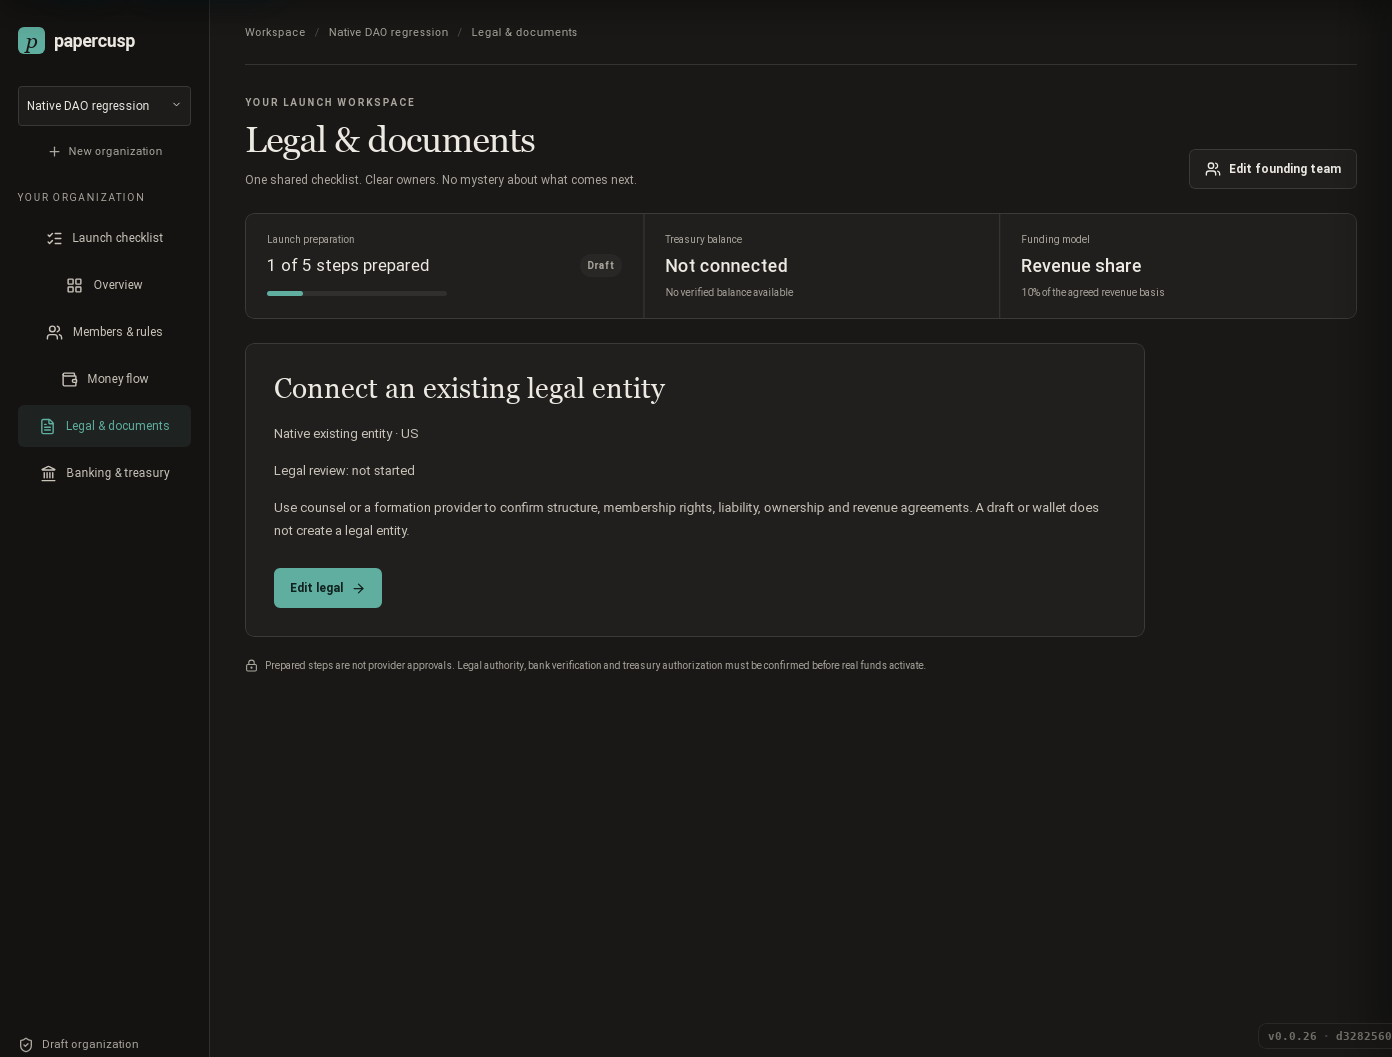 p papercusp
Native DAO regression
New organization
YOUR ORGANIZATION
Launch checklist
Overview
Members & rules
Money flow
Legal & documents
Banking & treasury
Draft organization
Workspace / Native DAO regression / Legal & documents
YOUR LAUNCH WORKSPACE
Legal & documents
One shared checklist. Clear owners. No mystery about what comes next.
Edit founding team
Launch preparation
1 of 5 steps prepared
Draft
Treasury balance
Not connected
No verified balance available
Funding model
Revenue share
10% of the agreed revenue basis
Connect an existing legal entity
Native existing entity · US
Legal review: not started
Use counsel or a formation provider to confirm structure, membership rights, liability, ownership and revenue agreements. A draft or wallet does
not create a legal entity.
Edit legal
Prepared steps are not provider approvals. Legal authority, bank verification and treasury authorization must be confirmed before real funds activate.
v0.0.26 · d3282560